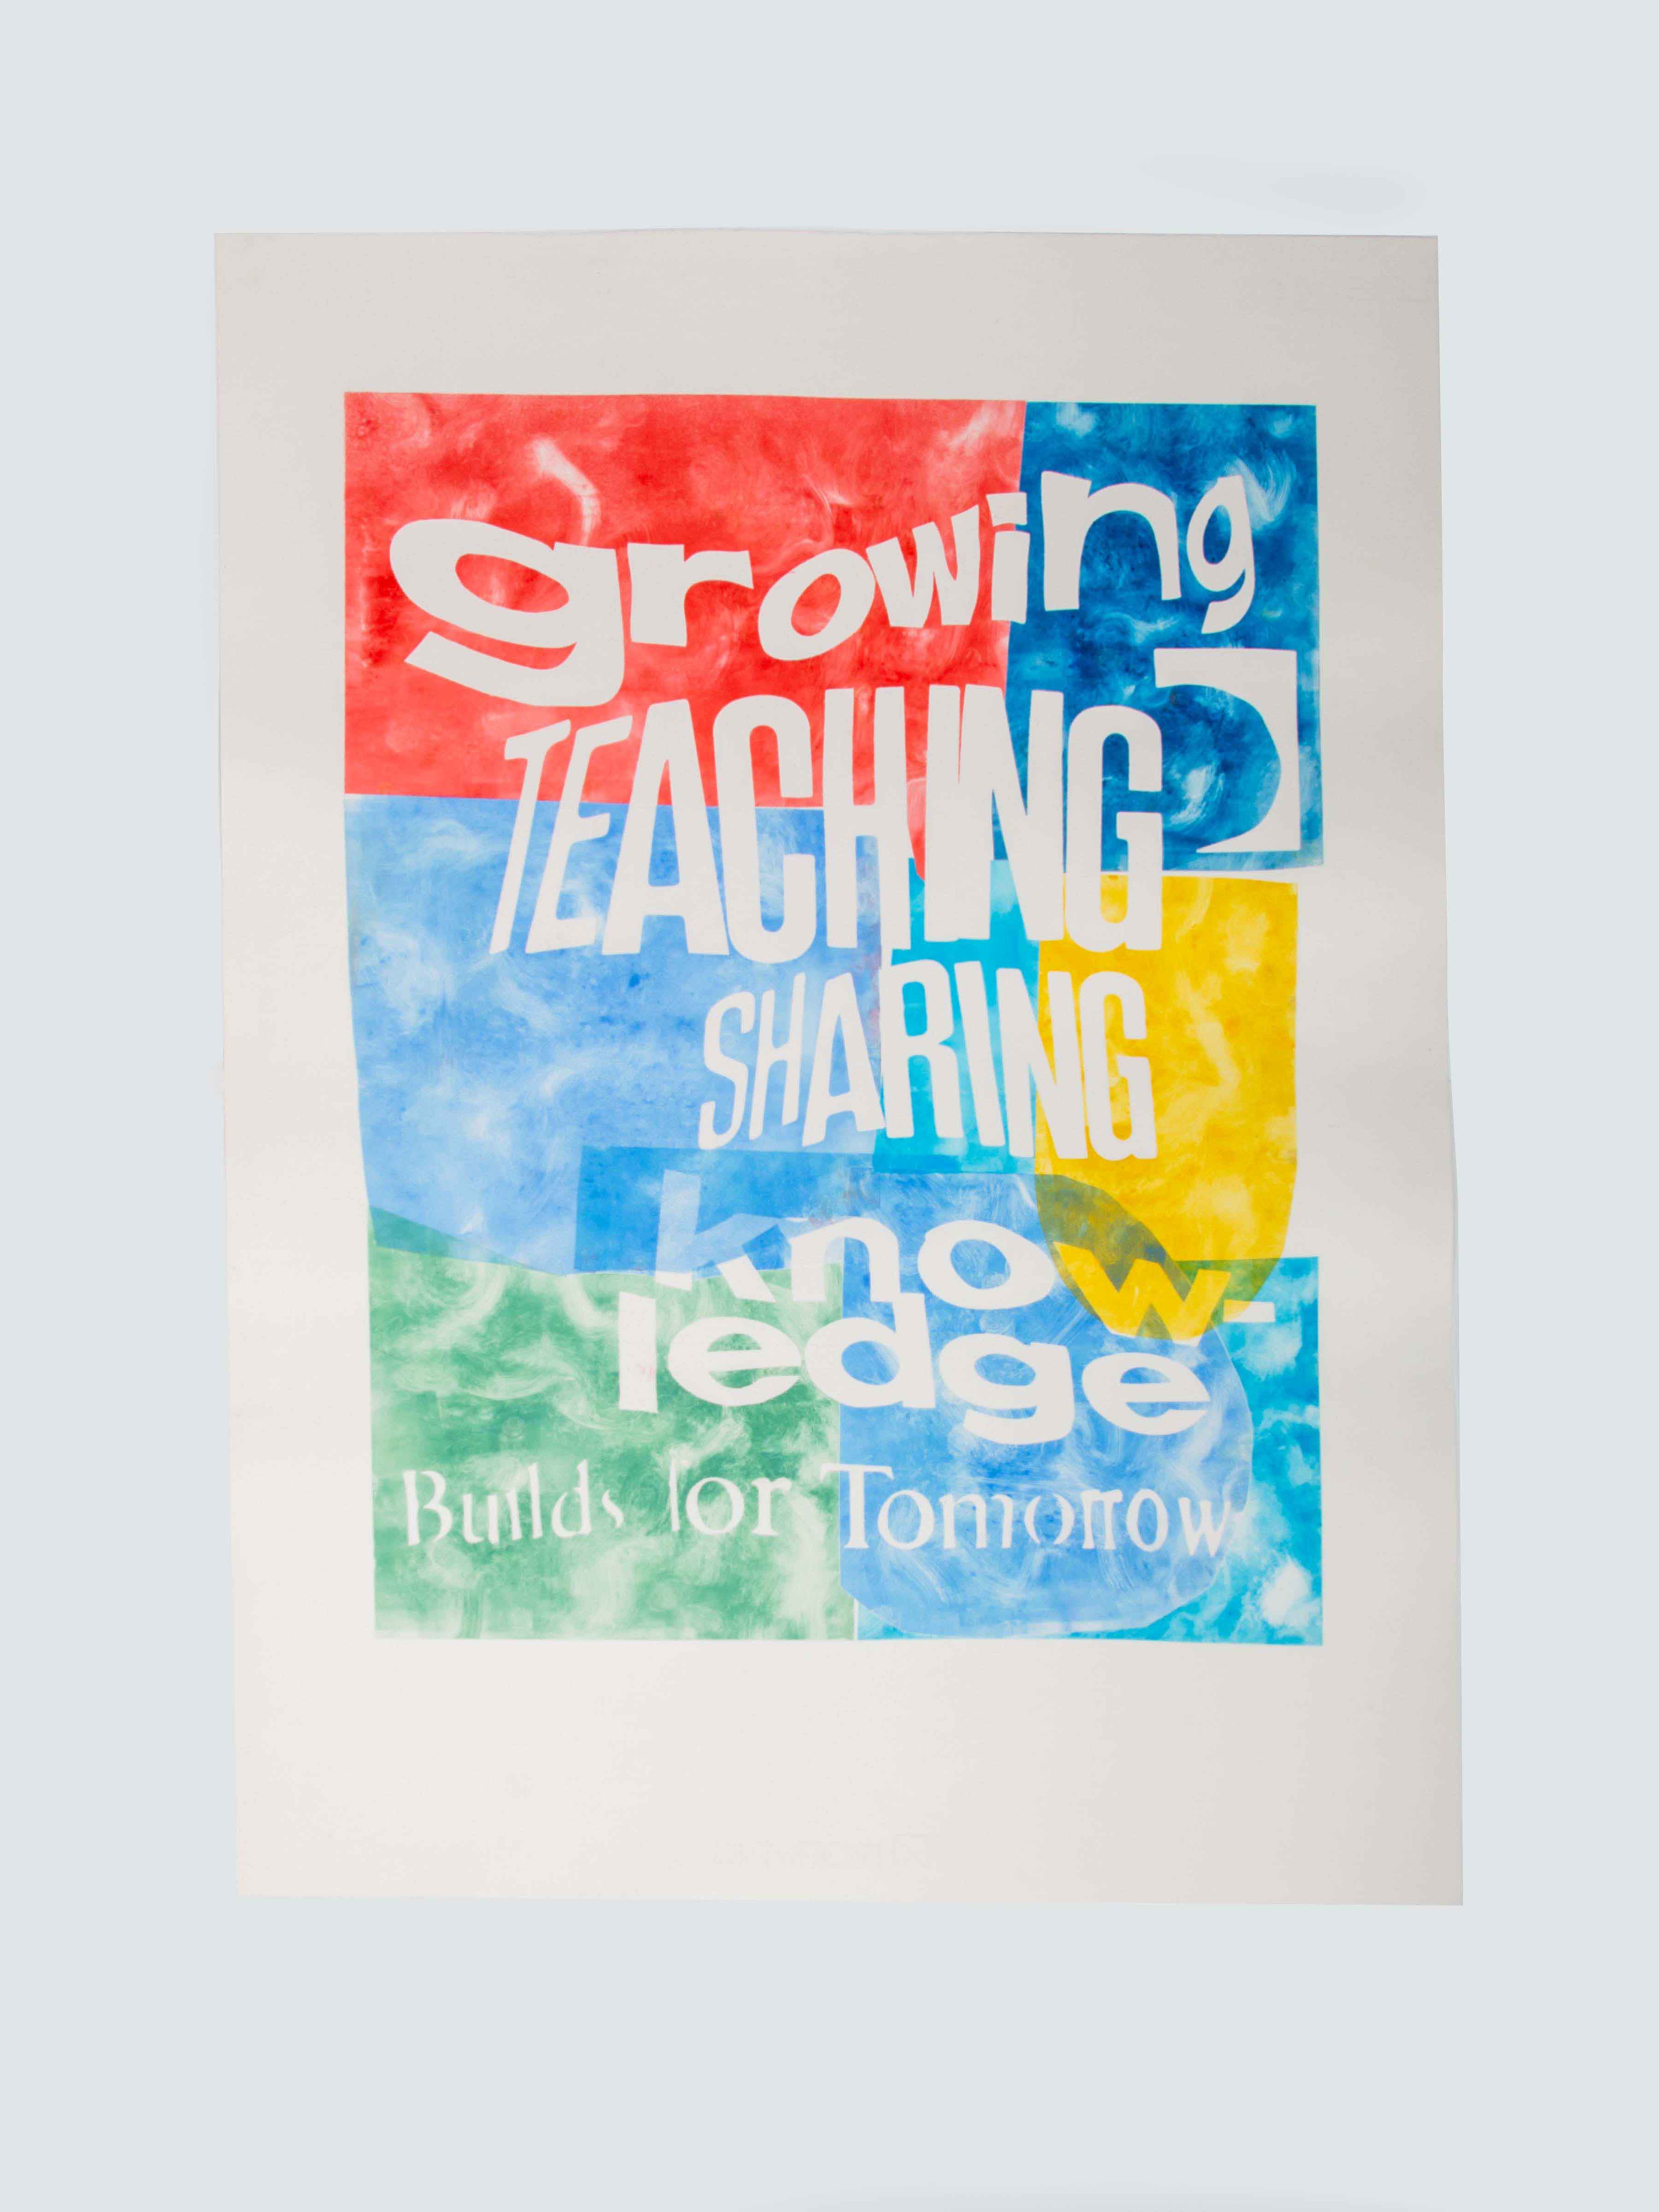 growing
TEACHING
SHARING
know-
ledge
Builds for Tomorrow